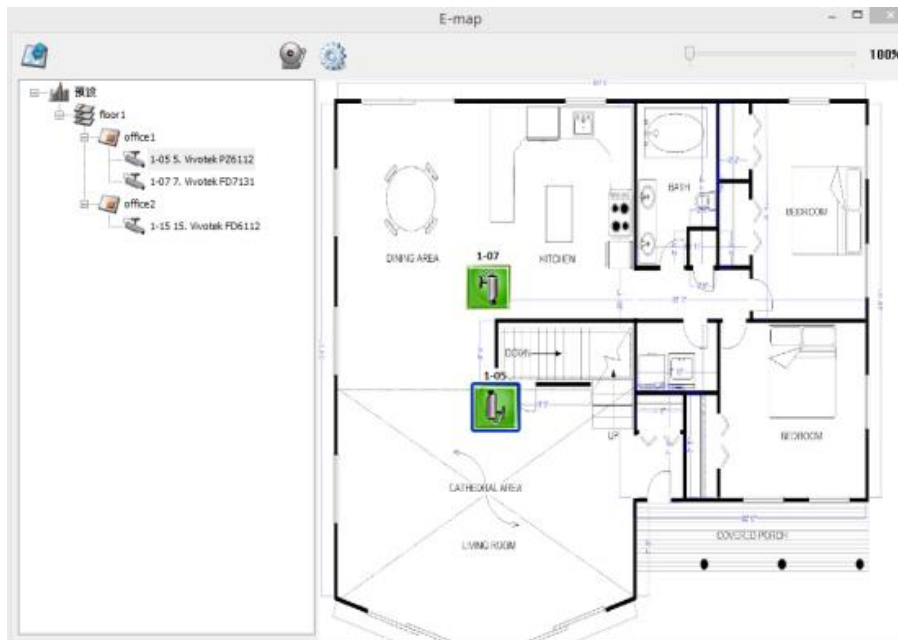 E-map
100%
預設
floor1
office1
1-05 5. Vivotek PZ6112
1-07 7. Vivotek FD7131
office2
1-15 15. Vivotek FD6112
BATH
BEDROOM
DINING AREA
KITCHEN
1-07
DOWN
1-05
UP
BEDROOM
CATHEDRAL AREA
LIVING ROOM
COVERED PORCH